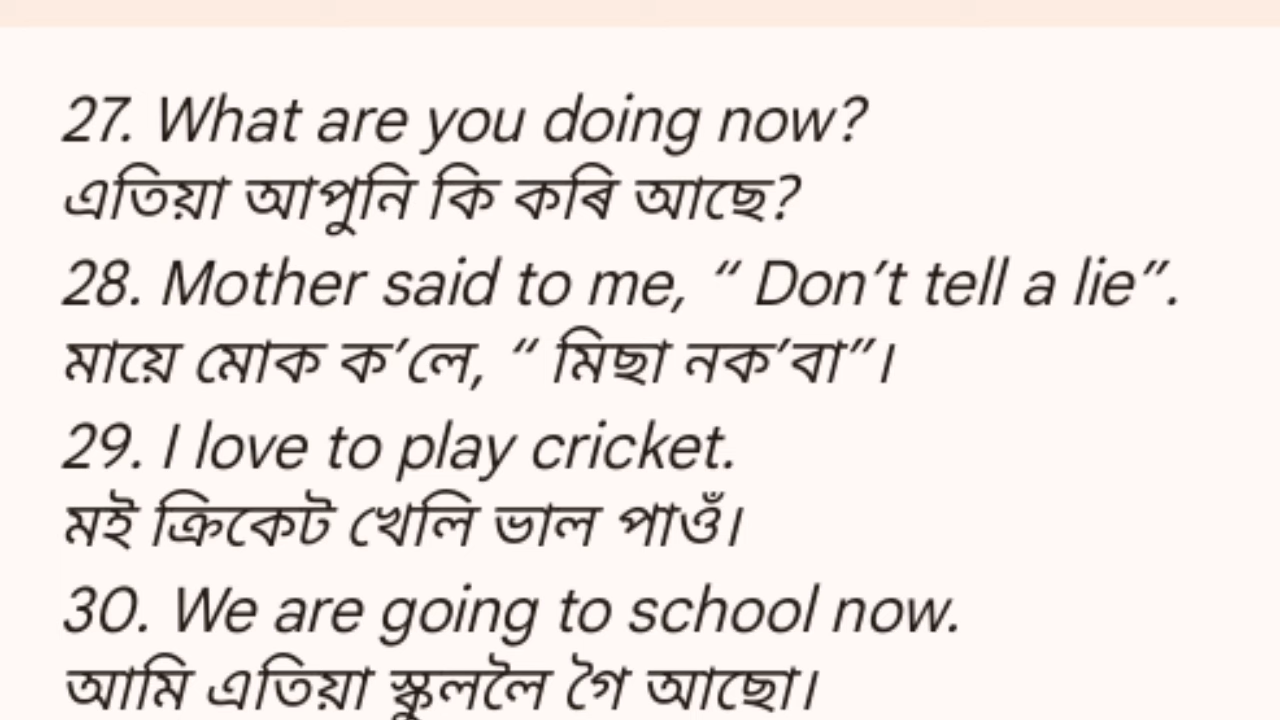 27. What are you doing now?
এতিয়া আপুনি কি কৰি আছে?
28. Mother said to me, “ Don’t tell a lie”.
মায়ে মোক ক’লে, “ মিছা নক’বা”।
29. I love to play cricket.
মই ক্ৰিকেট খেলি ভাল পাওঁ।
30. We are going to school now.
আমি এতিয়া স্কুললৈ গৈ আছো।